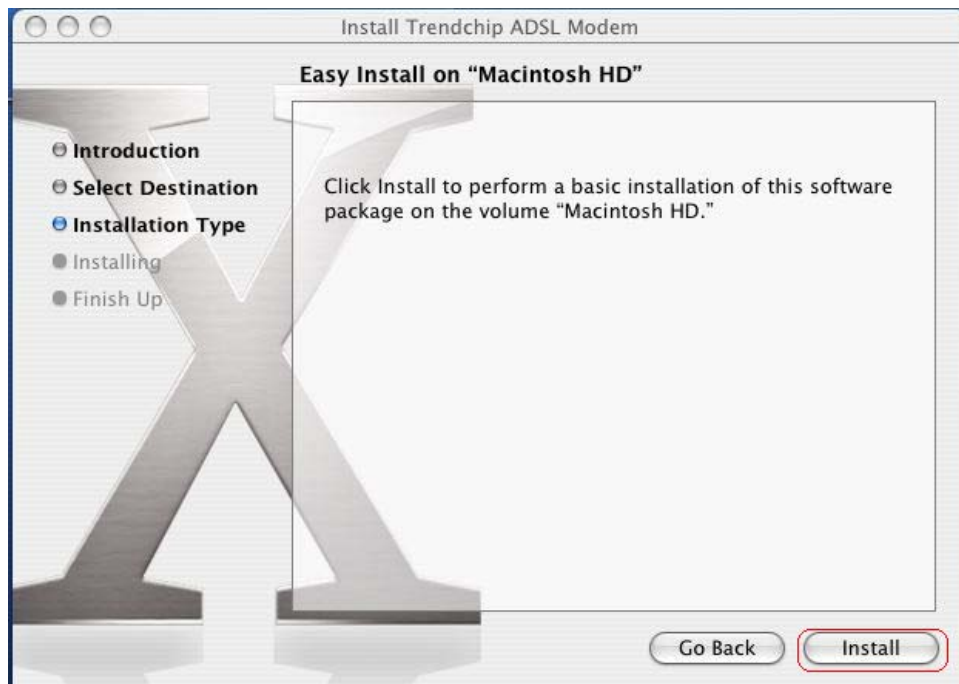 Install Trendchip ADSL Modem
Easy Install on “Macintosh HD”
Introduction
Select Destination
Installation Type
Installing
Finish Up
Click Install to perform a basic installation of this software
package on the volume “Macintosh HD.”
Go Back
Install